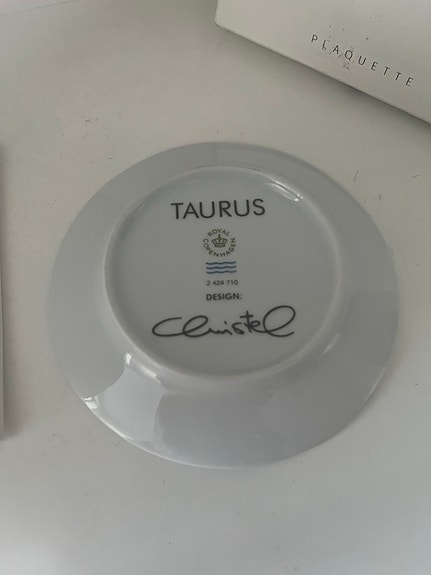 PLAQUETTE
TAURUS
ROYAL
COPENHAGEN
2 424 710
DESIGN:
Christel